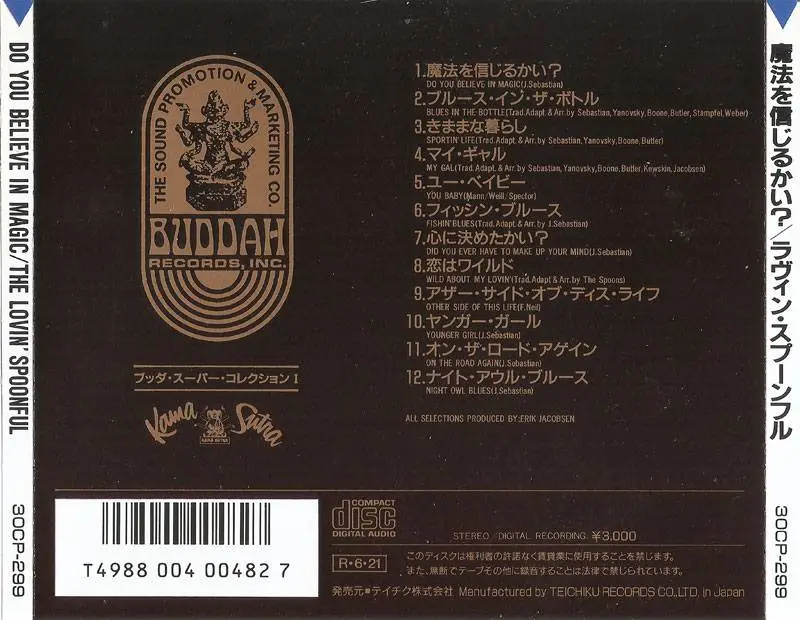 DO YOU BELIEVE IN MAGIC/THE LOVIN' SPOONFUL
30CP-299
THE SOUND PROMOTION & MARKETING CO.
BUDDAH
RECORDS, INC.
ブッダ・スーパー・コレクション I
Kama Sutra
KAMA SUTRA
1.魔法を信じるかい?
DO YOU BELIEVE IN MAGIC(J.Sebastian)
2.ブルース・イン・ザ・ボトル
BLUES IN THE BOTTLE(Trad.Adapt.& Arr.by Sebastian,Yanovsky,Boone,Butler,Stampfel,Weber)
3.きままな暮らし
SPORTIN' LIFE(Trad.Adapt.& Arr.by Sebastian,Yanovsky,Boone,Butler)
4.マイ・ギャル
MY GAL(Trad.Adapt.& Arr.by Sebastian,Yanovsky,Boone,Butler,Kewskin,Jacobsen)
5.ユー・ベイビー
YOU BABY(Mann/Weill/Spector)
6.フィッシン・ブルース
FISHIN'BLUES(Trad.Adapt.& Arr.by J.Sebastian)
7.心に決めたかい?
DID YOU EVER HAVE TO MAKE UP YOUR MIND(J.Sebastian)
8.恋はワイルド
WILD ABOUT MY LOVIN'(Trad.Adapt.& Arr.by The Spoons)
9.アザー・サイド・オブ・ディス・ライフ
OTHER SIDE OF THIS LIFE(F.Neil)
10.ヤンガー・ガール
YOUNGER GIRL(J.Sebastian)
11.オン・ザ・ロード・アゲイン
ON THE ROAD AGAIN(J.Sebastian)
12.ナイト・アウル・ブルース
NIGHT OWL BLUES(J.Sebastian)
ALL SELECTIONS PRODUCED BY:ERIK JACOBSEN
T4988 004 00482 7
COMPACT
disc
DIGITAL AUDIO
STEREO/DIGITAL RECORDING ¥3,000
R・6・21
このディスクは権利者の許諾なく賃貸業に使用することを禁じます。
また、無断でテープその他に録音することは法律で禁じられています。
発売元■テイチク株式会社 Manufactured by TEICHIKU RECORDS CO.,LTD. in Japan
魔法を信じるかい?/ラヴィン・スプーンフル
30CP-299